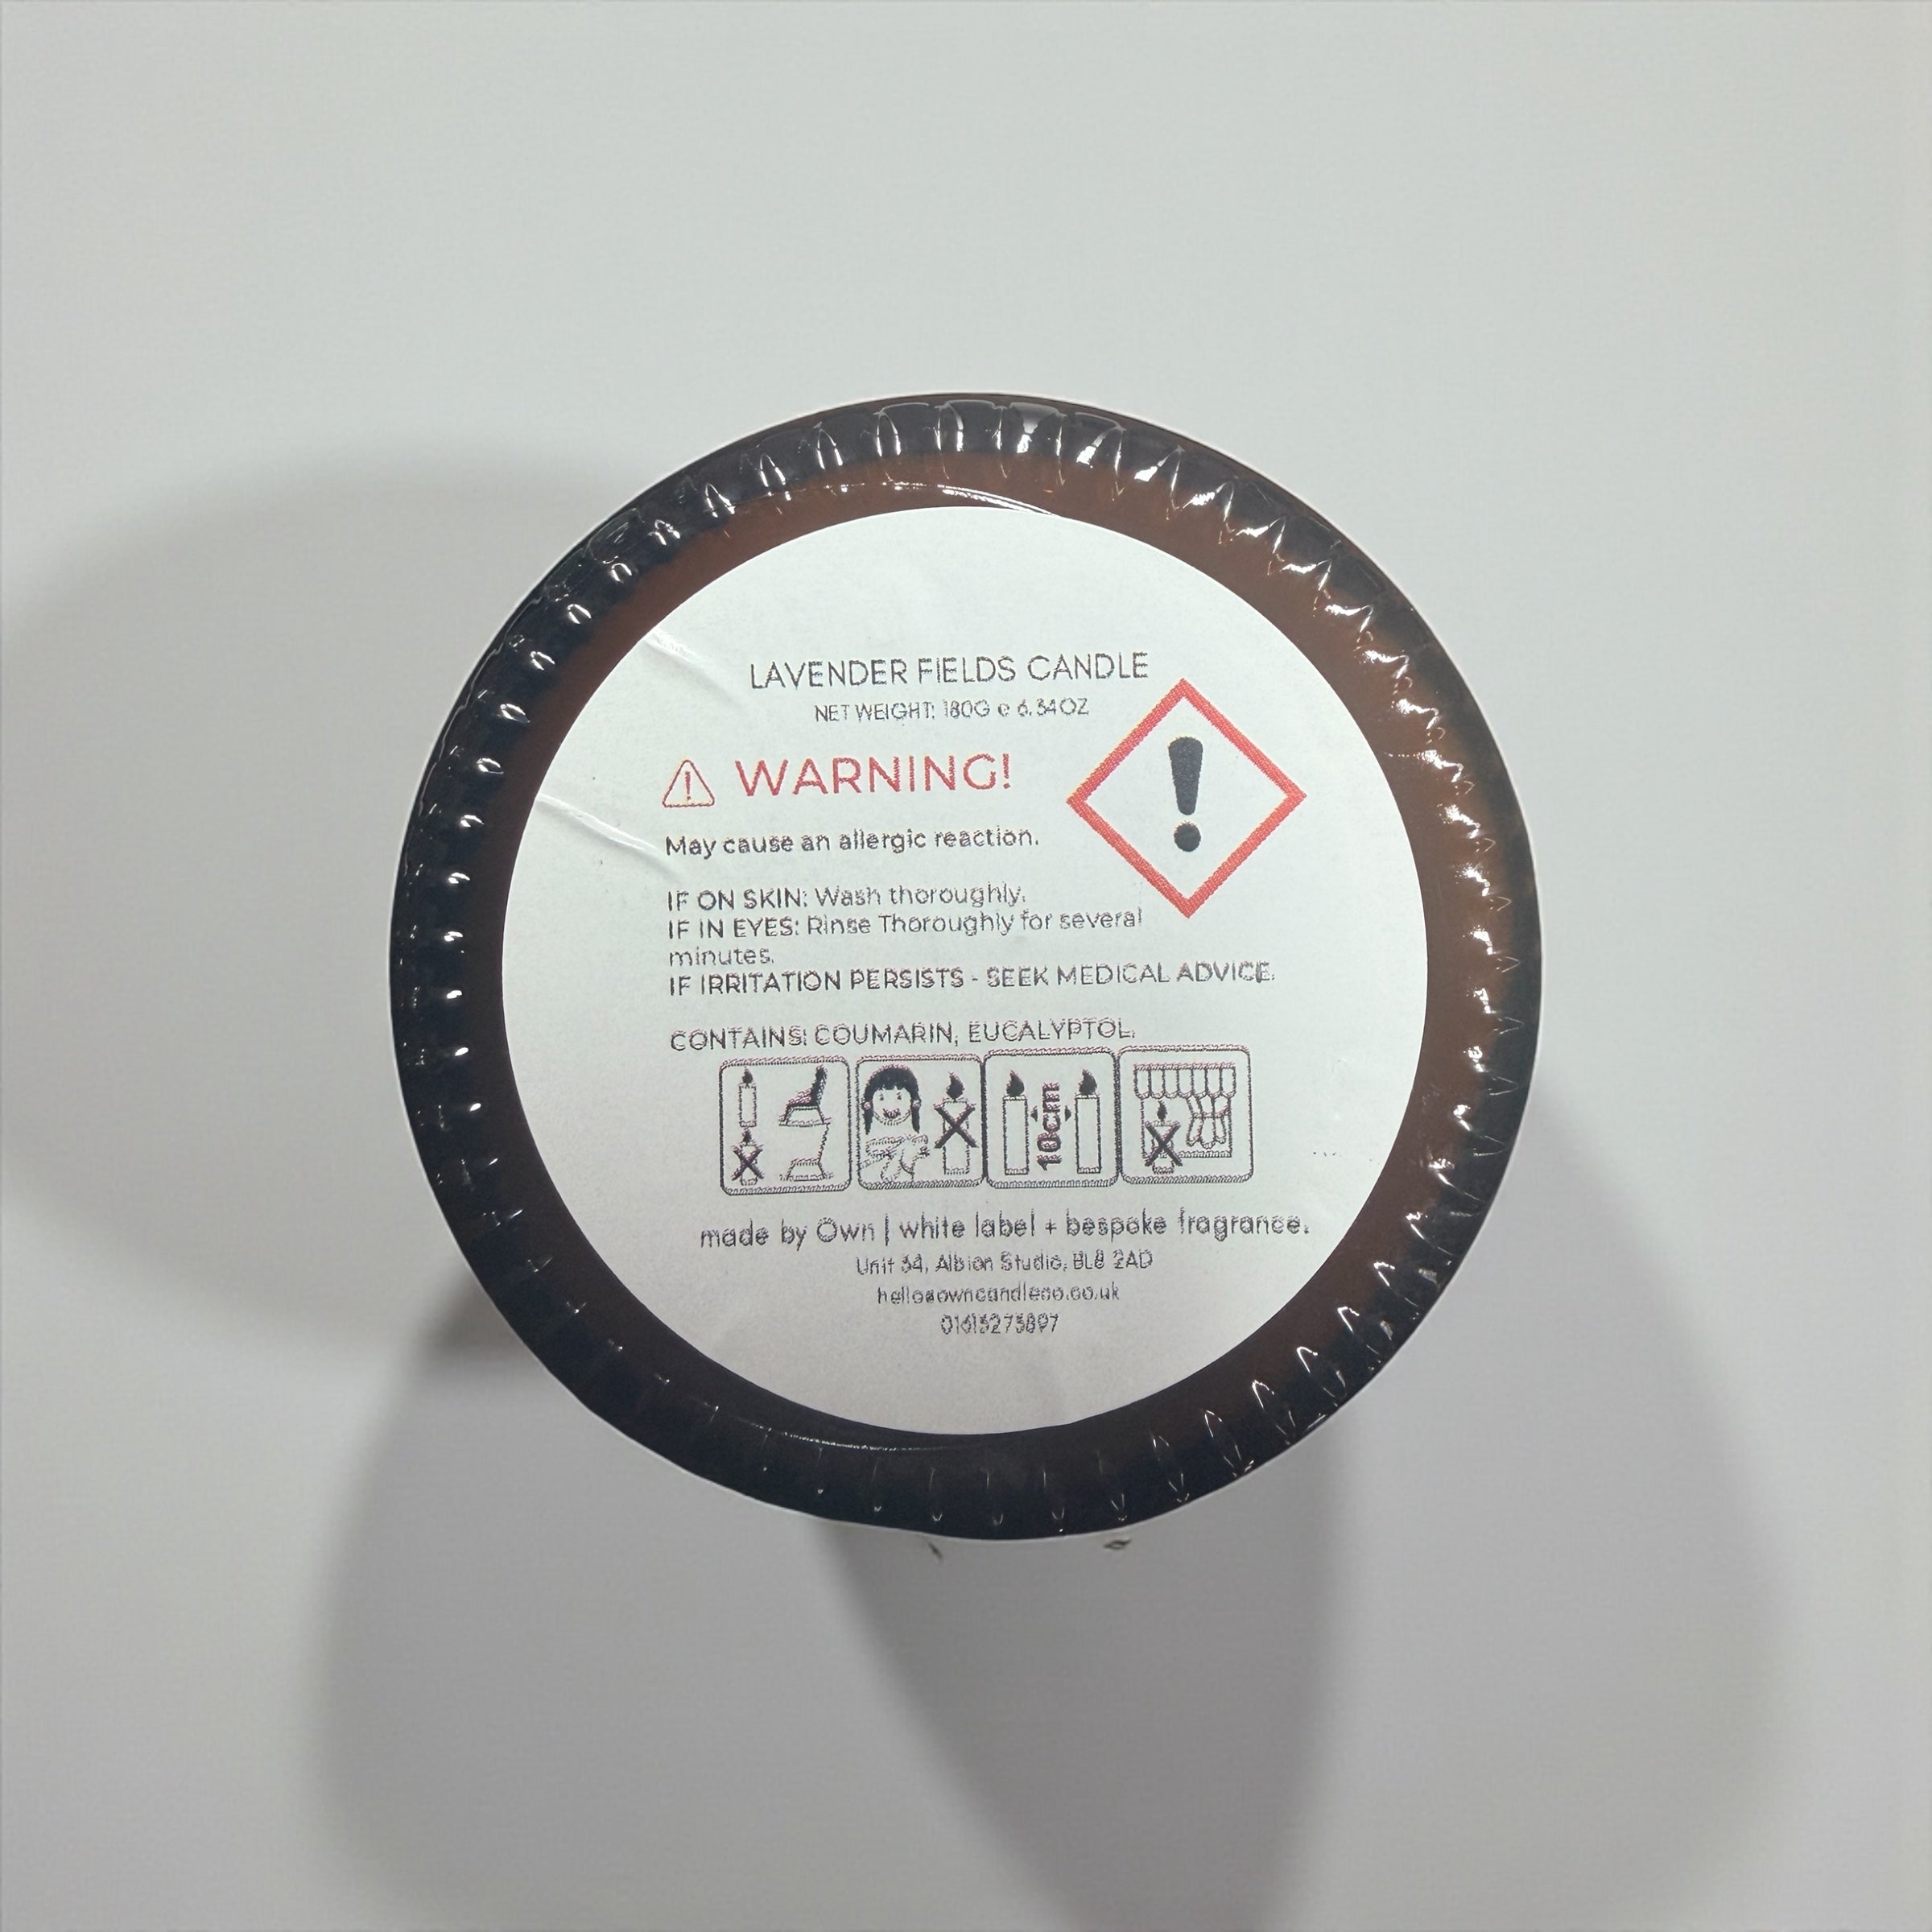 LAVENDER FIELDS CANDLE
NET WEIGHT: 180G e 6.34OZ
WARNING!
May cause an allergic reaction.
IF ON SKIN: Wash thoroughly.
IF IN EYES: Rinse Thoroughly for several
minutes.
IF IRRITATION PERSISTS - SEEK MEDICAL ADVICE.
CONTAINS: COUMARIN, EUCALYPTOL.
10cm
made by Own | white label + bespoke fragrance.
Unit 34, Albion Studio, BL8 2AD
hello@owncandleco.co.uk